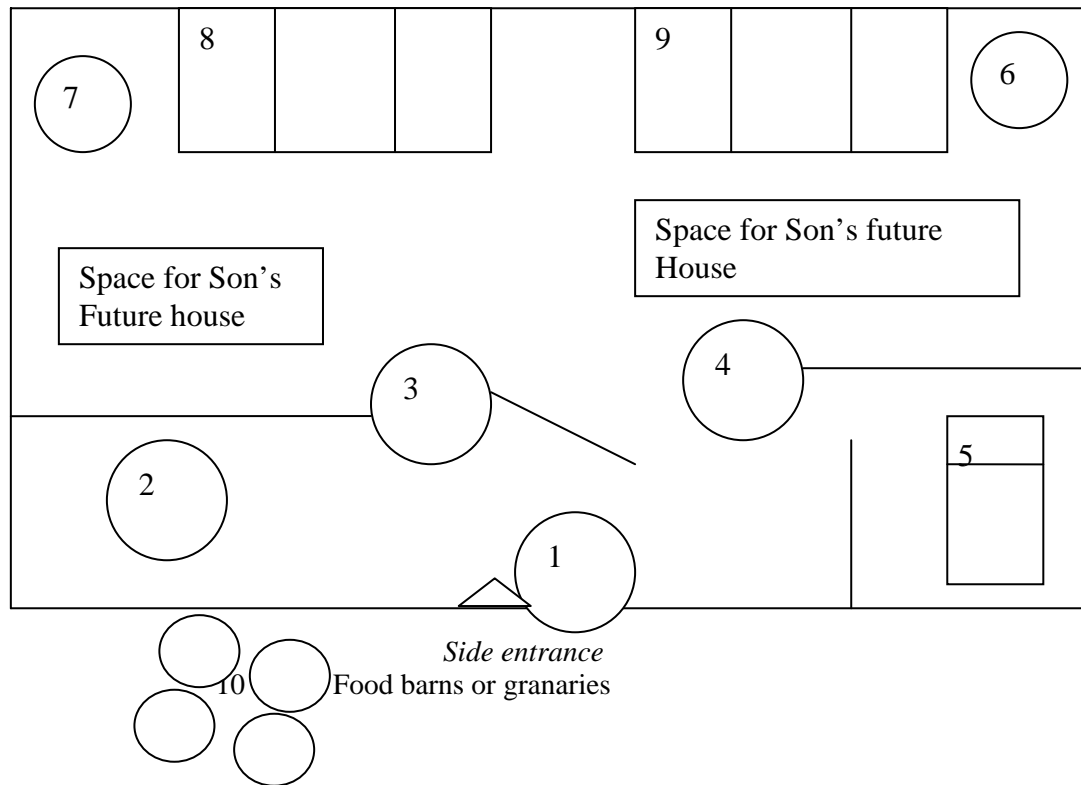 8
9
7
6
Space for Son's future
House
Space for Son's
Future house
3
4
2
5
1
Side entrance
10
Food barns or granaries